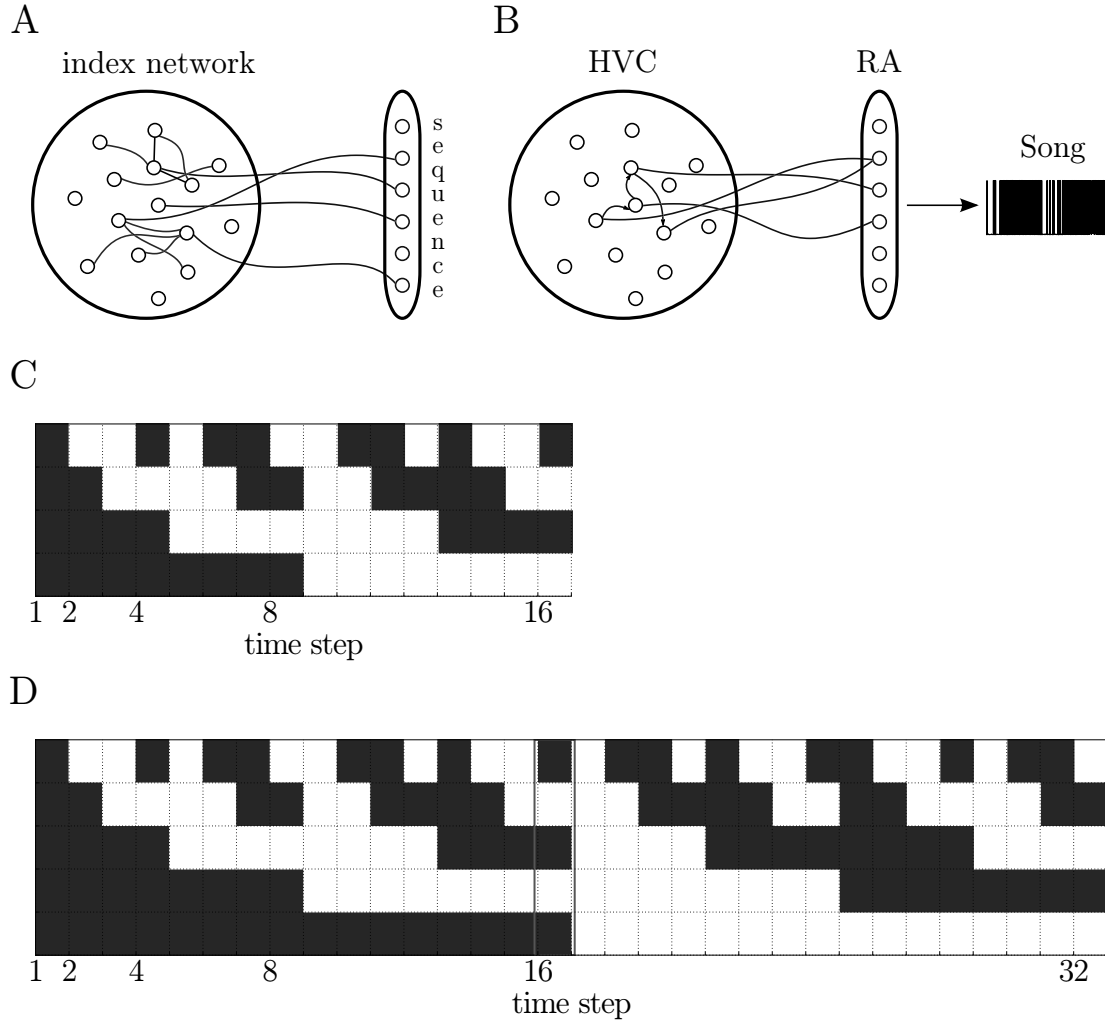 A
B
index network
HVC
RA
Song
s
e
q
u
e
n
c
e
C
1 2 4 8 16
time step
D
1 2 4 8 16 32
time step